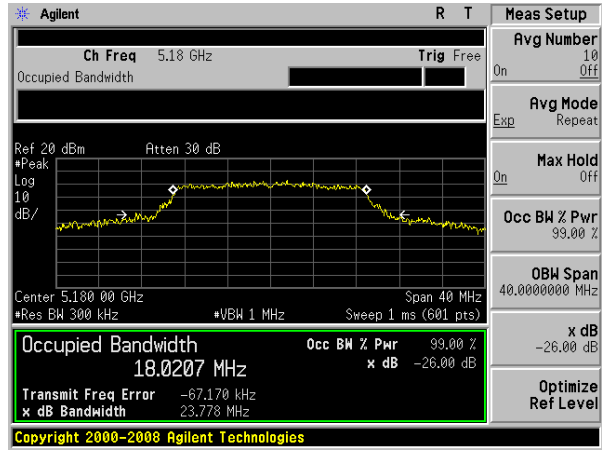 Agilent R T
Ch Freq 5.18 GHz Trig Free
Occupied Bandwidth
Ref 20 dBm Atten 30 dB
#Peak
Log
10
dB/
Center 5.180 00 GHz Span 40 MHz
#Res BW 300 kHz #VBW 1 MHz Sweep 1 ms (601 pts)
Occupied Bandwidth Occ BW % Pwr 99.00 %
18.0207 MHz x dB -26.00 dB
Transmit Freq Error -67.170 kHz
x dB Bandwidth 23.778 MHz
Copyright 2000-2008 Agilent Technologies
Meas Setup
Avg Number
10
On Off
Avg Mode
Exp Repeat
Max Hold
On Off
Occ BW % Pwr
99.00 %
OBW Span
40.0000000 MHz
x dB
-26.00 dB
Optimize
Ref Level